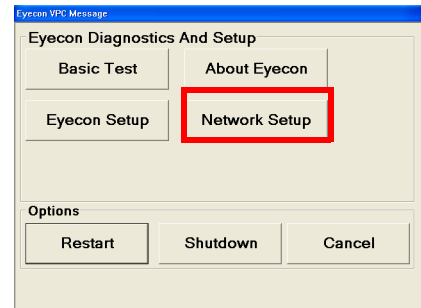 Eyecon VPC Message
Eyecon Diagnostics And Setup
Basic Test About Eyecon
Eyecon Setup Network Setup
Options
Restart Shutdown Cancel